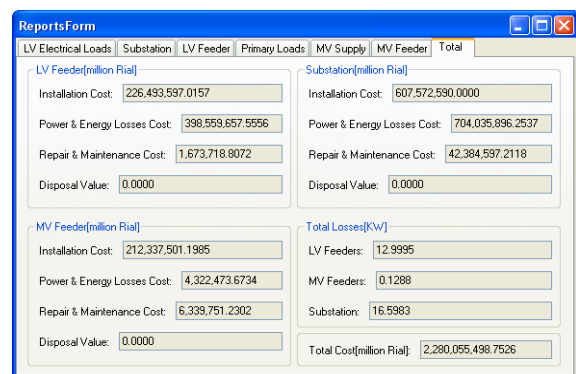 ReportsForm
LV Electrical Loads Substation LV Feeder Primary Loads MV Supply MV Feeder Total
LV Feeder[million Rial]
Installation Cost: 226,493,597.0157
Power & Energy Losses Cost: 398,559,657.5556
Repair & Maintenance Cost: 1,673,718.8072
Disposal Value: 0.0000
Substation[million Rial]
Installation Cost: 607,572,590.0000
Power & Energy Losses Cost: 704,035,896.2537
Repair & Maintenance Cost: 42,384,597.2118
Disposal Value: 0.0000
MV Feeder[million Rial]
Installation Cost: 212,337,501.1985
Power & Energy Losses Cost: 4,322,473.6734
Repair & Maintenance Cost: 6,339,751.2302
Disposal Value: 0.0000
Total Losses[KW]
LV Feeders: 12.9995
MV Feeders: 0.1288
Substation: 16.5983
Total Cost[million Rial]: 2,280,055,498.7526